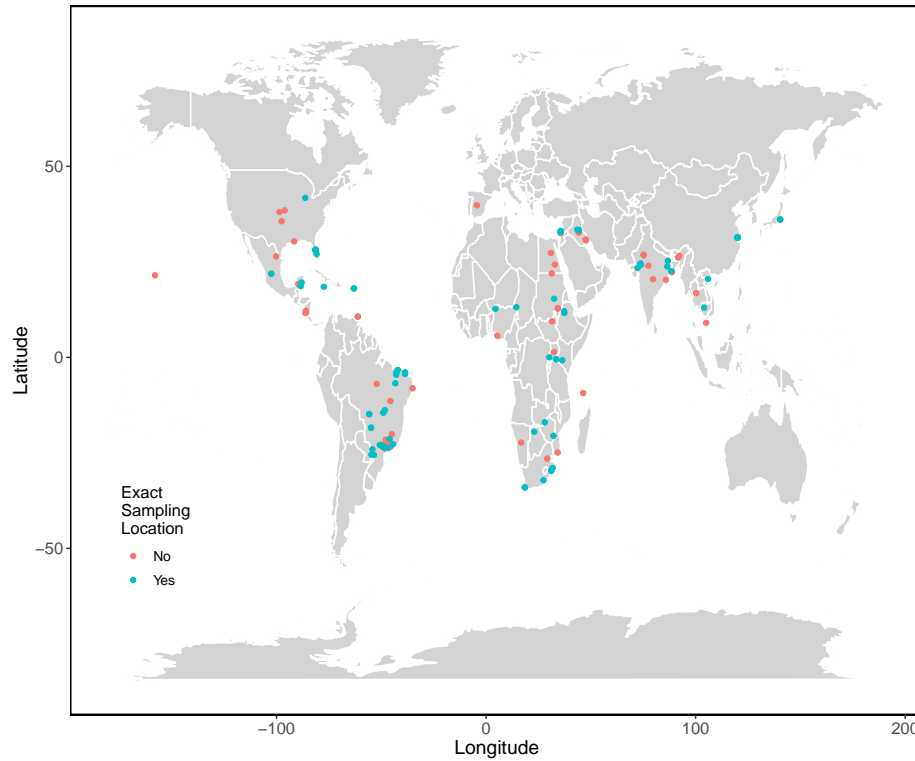 50
0
−50
Latitude
Exact
Sampling
Location
No
Yes
−100
0
100
200
Longitude